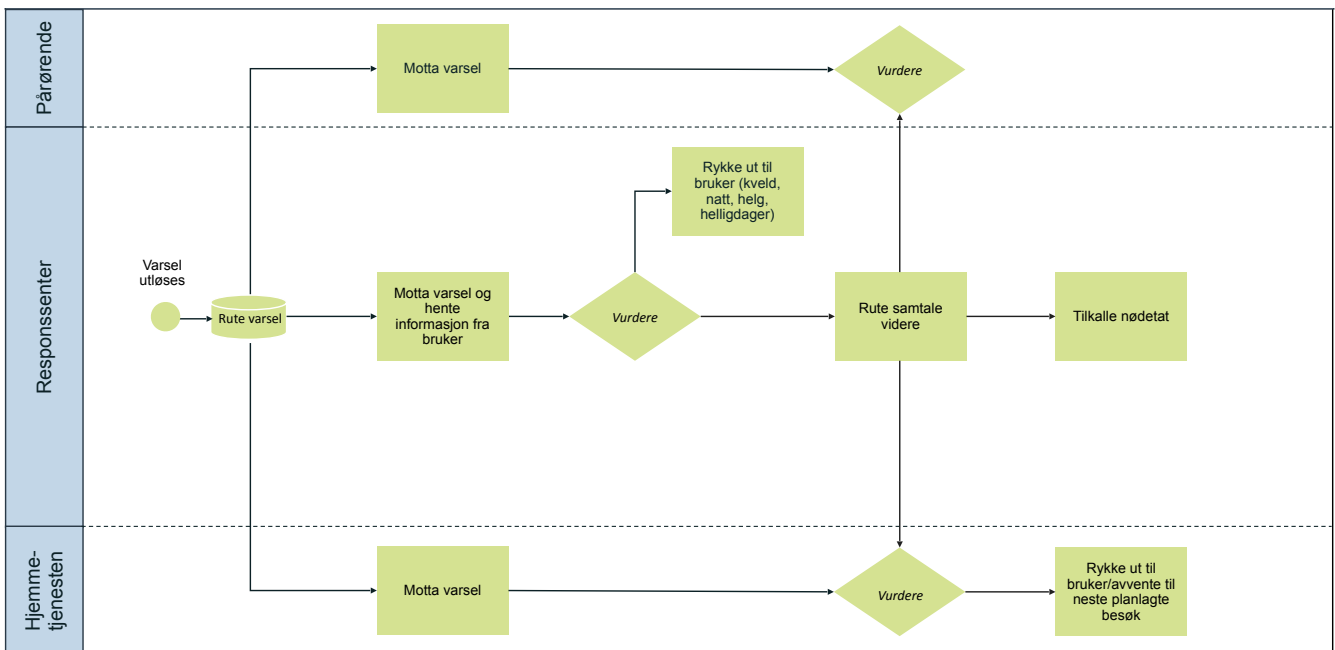 Pårørende
Motta varsel
Vurdere
Responssenter
Varsel
utløses
Rute varsel
Motta varsel og
hente
informasjon fra
bruker
Vurdere
Rykke ut til
bruker (kveld,
natt, helg,
helligdager)
Rute samtale
videre
Tilkalle nødetat
Hjemme-
tjenesten
Motta varsel
Vurdere
Rykke ut til
bruker/avvente til
neste planlagte
besøk